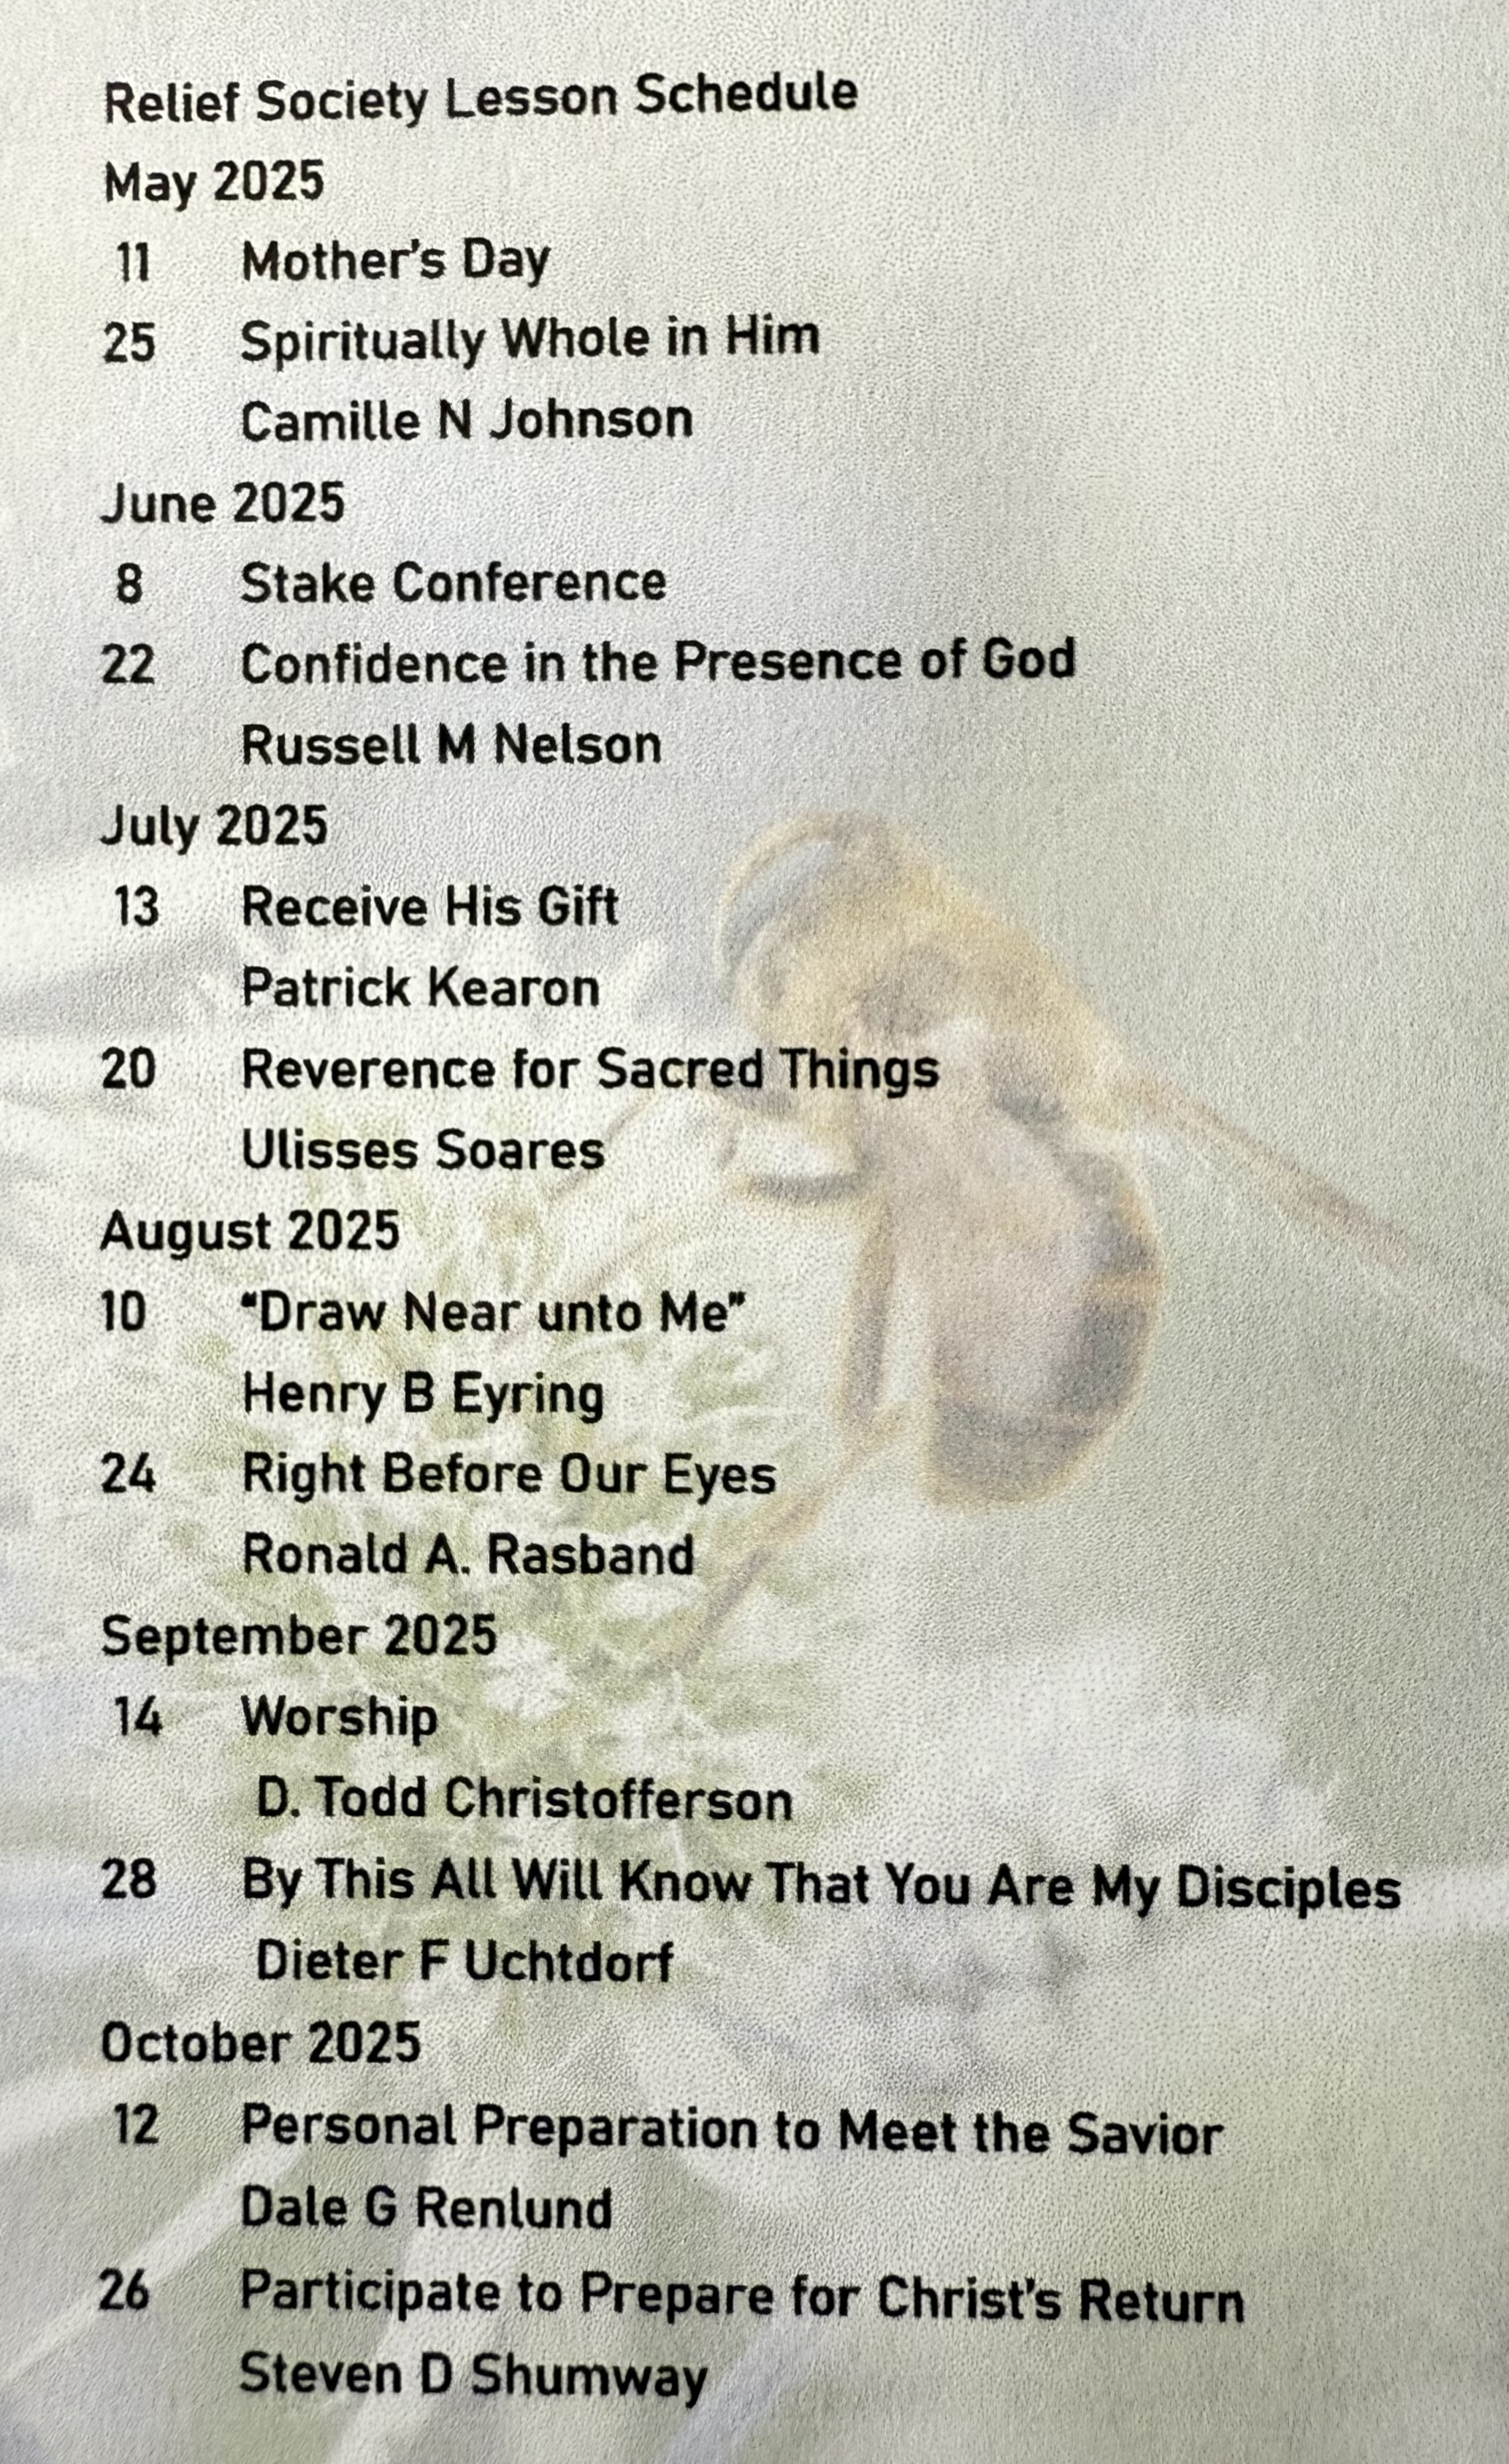 Relief Society Lesson Schedule
May 2025
11 Mother's Day
25 Spiritually Whole in Him
Camille N Johnson
June 2025
8 Stake Conference
22 Confidence in the Presence of God
Russell M Nelson
July 2025
13 Receive His Gift
Patrick Kearon
20 Reverence for Sacred Things
Ulisses Soares
August 2025
10 “Draw Near unto Me”
Henry B Eyring
24 Right Before Our Eyes
Ronald A. Rasband
September 2025
14 Worship
D. Todd Christofferson
28 By This All Will Know That You Are My Disciples
Dieter F Uchtdorf
October 2025
12 Personal Preparation to Meet the Savior
Dale G Renlund
26 Participate to Prepare for Christ's Return
Steven D Shumway